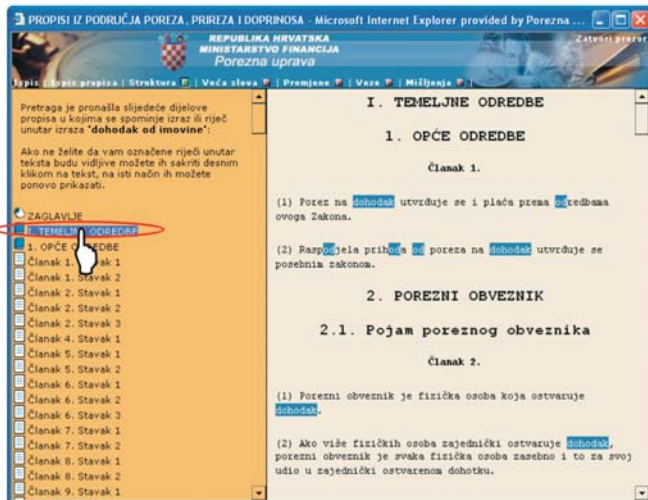 PROPISI IZ PODRUČJA POREZA, PRIREZA I DOPRINOSA - Microsoft Internet Explorer provided by Porezna ...
REPUBLIKA HRVATSKA
MINISTARSTVO FINANCIJA
Porezna uprava
Zatvori prozor
Ispis | Ispis propisa | Struktura | Veća slova | Promjene | Veze | Mišljenja
Pretraga je pronašla slijedeće dijelove
propisa u kojima se spominje izraz ili riječ
unutar izraza 'dohodak od imovine':
Ako ne želite da vam označene riječi unutar
teksta budu vidljive možete ih sakriti desnim
klikom na tekst, na isti način ih možete
ponovo prikazati.
ZAGLAVLJE
I. TEMELJNE ODREDBE
1. OPĆE ODREDBE
Članak 1. Stavak 1
Članak 1. Stavak 2
Članak 2. Stavak 1
Članak 2. Stavak 2
Članak 2. Stavak 3
Članak 4. Stavak 1
Članak 5. Stavak 1
Članak 5. Stavak 2
Članak 6. Stavak 1
Članak 6. Stavak 2
Članak 6. Stavak 3
Članak 7. Stavak 1
Članak 7. Stavak 2
Članak 8. Stavak 1
Članak 8. Stavak 2
Članak 9. Stavak 1
I. TEMELJNE ODREDBE
1. OPĆE ODREDBE
Članak 1.
(1) Porez na dohodak utvrđuje se i plaća prema odredbama
ovoga Zakona.
(2) Raspodjela prihoda od poreza na dohodak utvrđuje se
posebnim zakonom.
2. POREZNI OBVEZNIK
2.1. Pojam poreznog obveznika
Članak 2.
(1) Porezni obveznik je fizička osoba koja ostvaruje
dohodak.
(2) Ako više fizičkih osoba zajednički ostvaruje dohodak,
porezni obveznik je svaka fizička osoba zasebno i to za svoj
udio u zajednički ostvarenom dohotku.